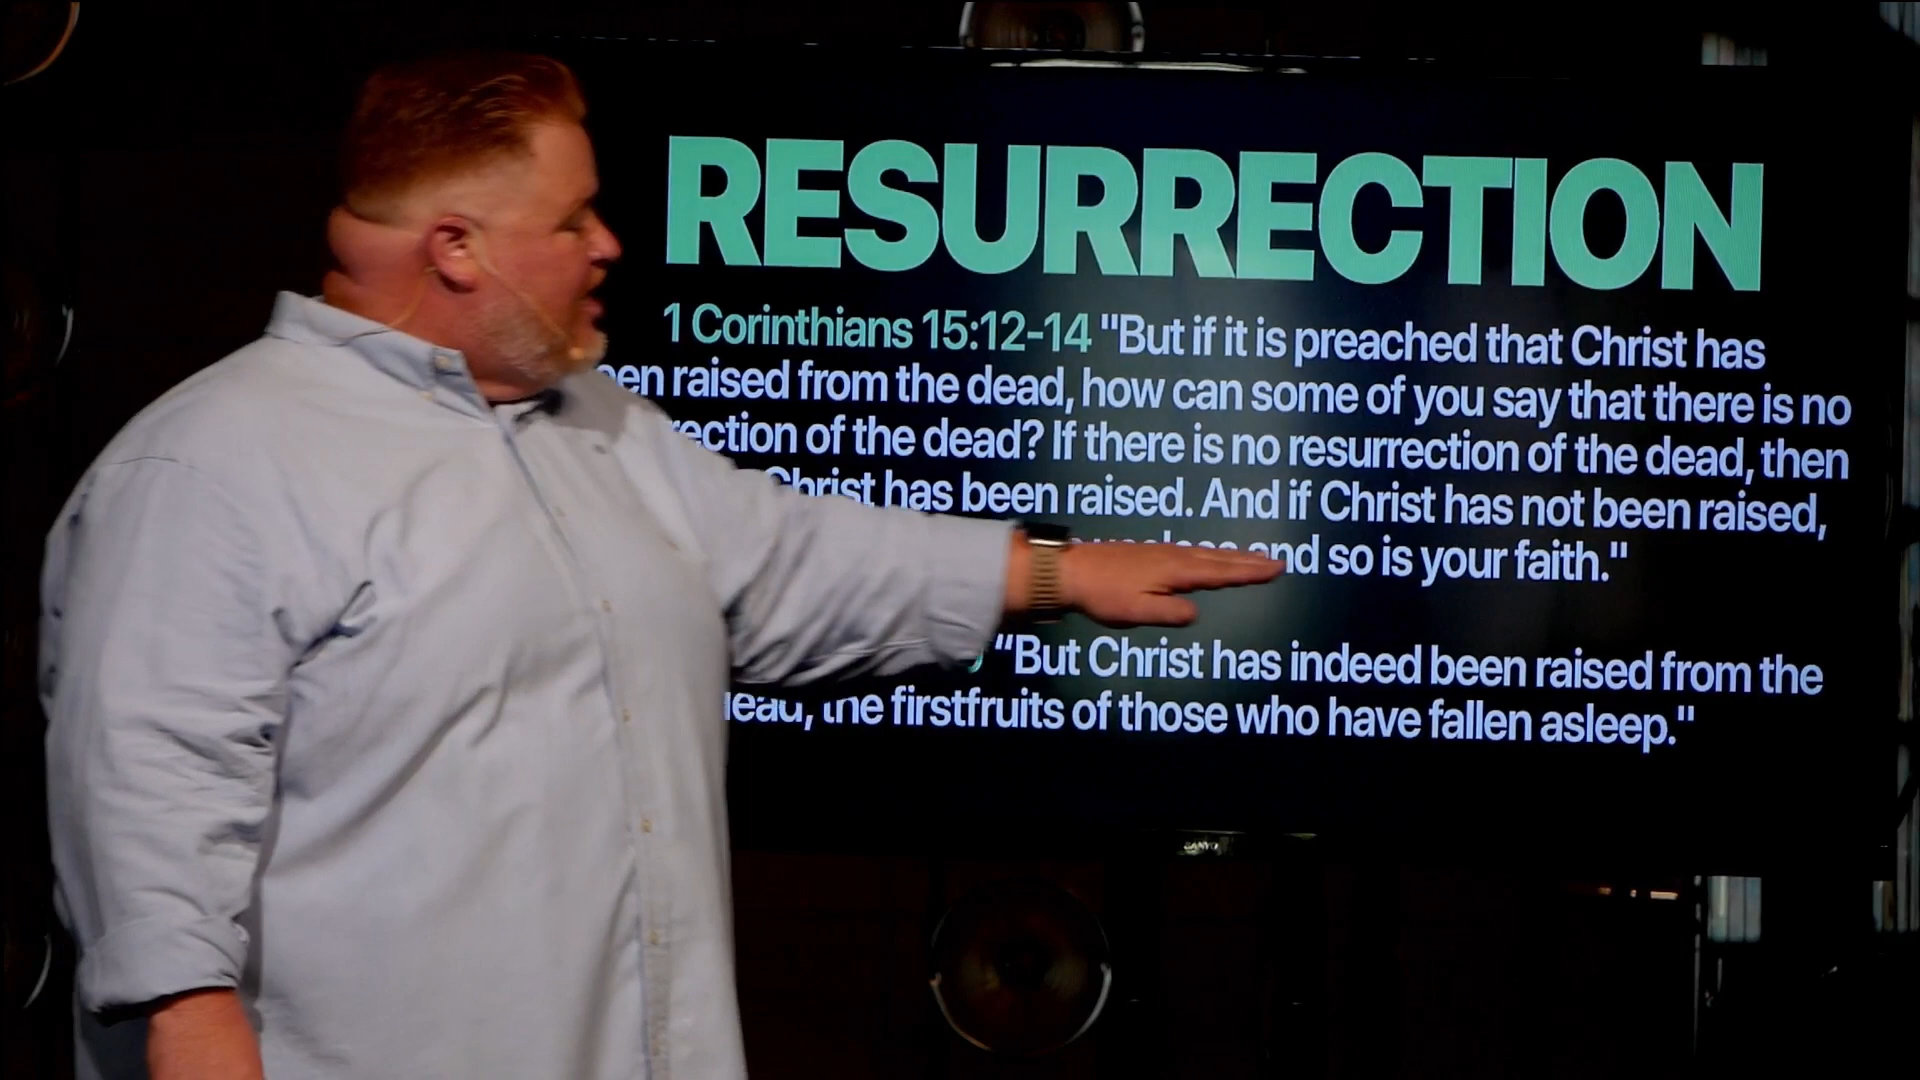 RESURRECTION
1 Corinthians 15:12-14 "But if it is preached that Christ has
raised from the dead, how can some of you say that there is no
of the dead? If there is no resurrection of the dead, then
Christ has been raised. And if Christ has not been raised,
and so is your faith."
“But Christ has indeed been raised from the
the firstfruits of those who have fallen asleep."
SANYO